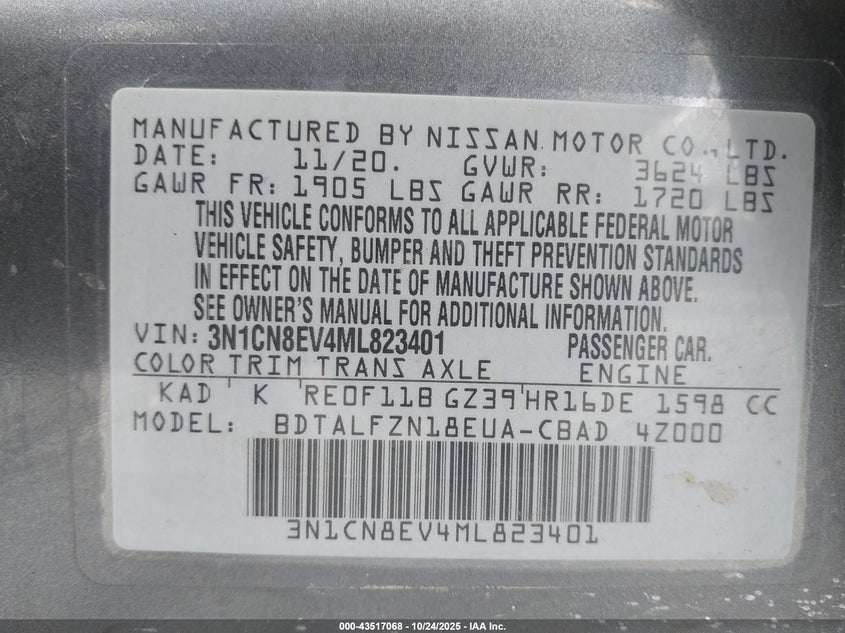 MANUFACTURED BY NISSAN MOTOR CO., LTD.
DATE: 11/20. GVWR: 3624 LBS
GAWR FR: 1905 LBS GAWR RR: 1720 LBS
THIS VEHICLE CONFORMS TO ALL APPLICABLE FEDERAL MOTOR
VEHICLE SAFETY, BUMPER AND THEFT PREVENTION STANDARDS
IN EFFECT ON THE DATE OF MANUFACTURE SHOWN ABOVE.
SEE OWNER'S MANUAL FOR ADDITIONAL INFORMATION.
VIN: 3N1CN8EV4ML823401 PASSENGER CAR.
COLOR TRIM TRANS AXLE ENGINE
KAD K RE0F11B GZ39 HR16DE 1598 CC
MODEL: BDTALFZN18EUA-CBAD 4Z000
3N1CN8EV4ML823401
000-43517068 - 10/24/2025 - IAA Inc.